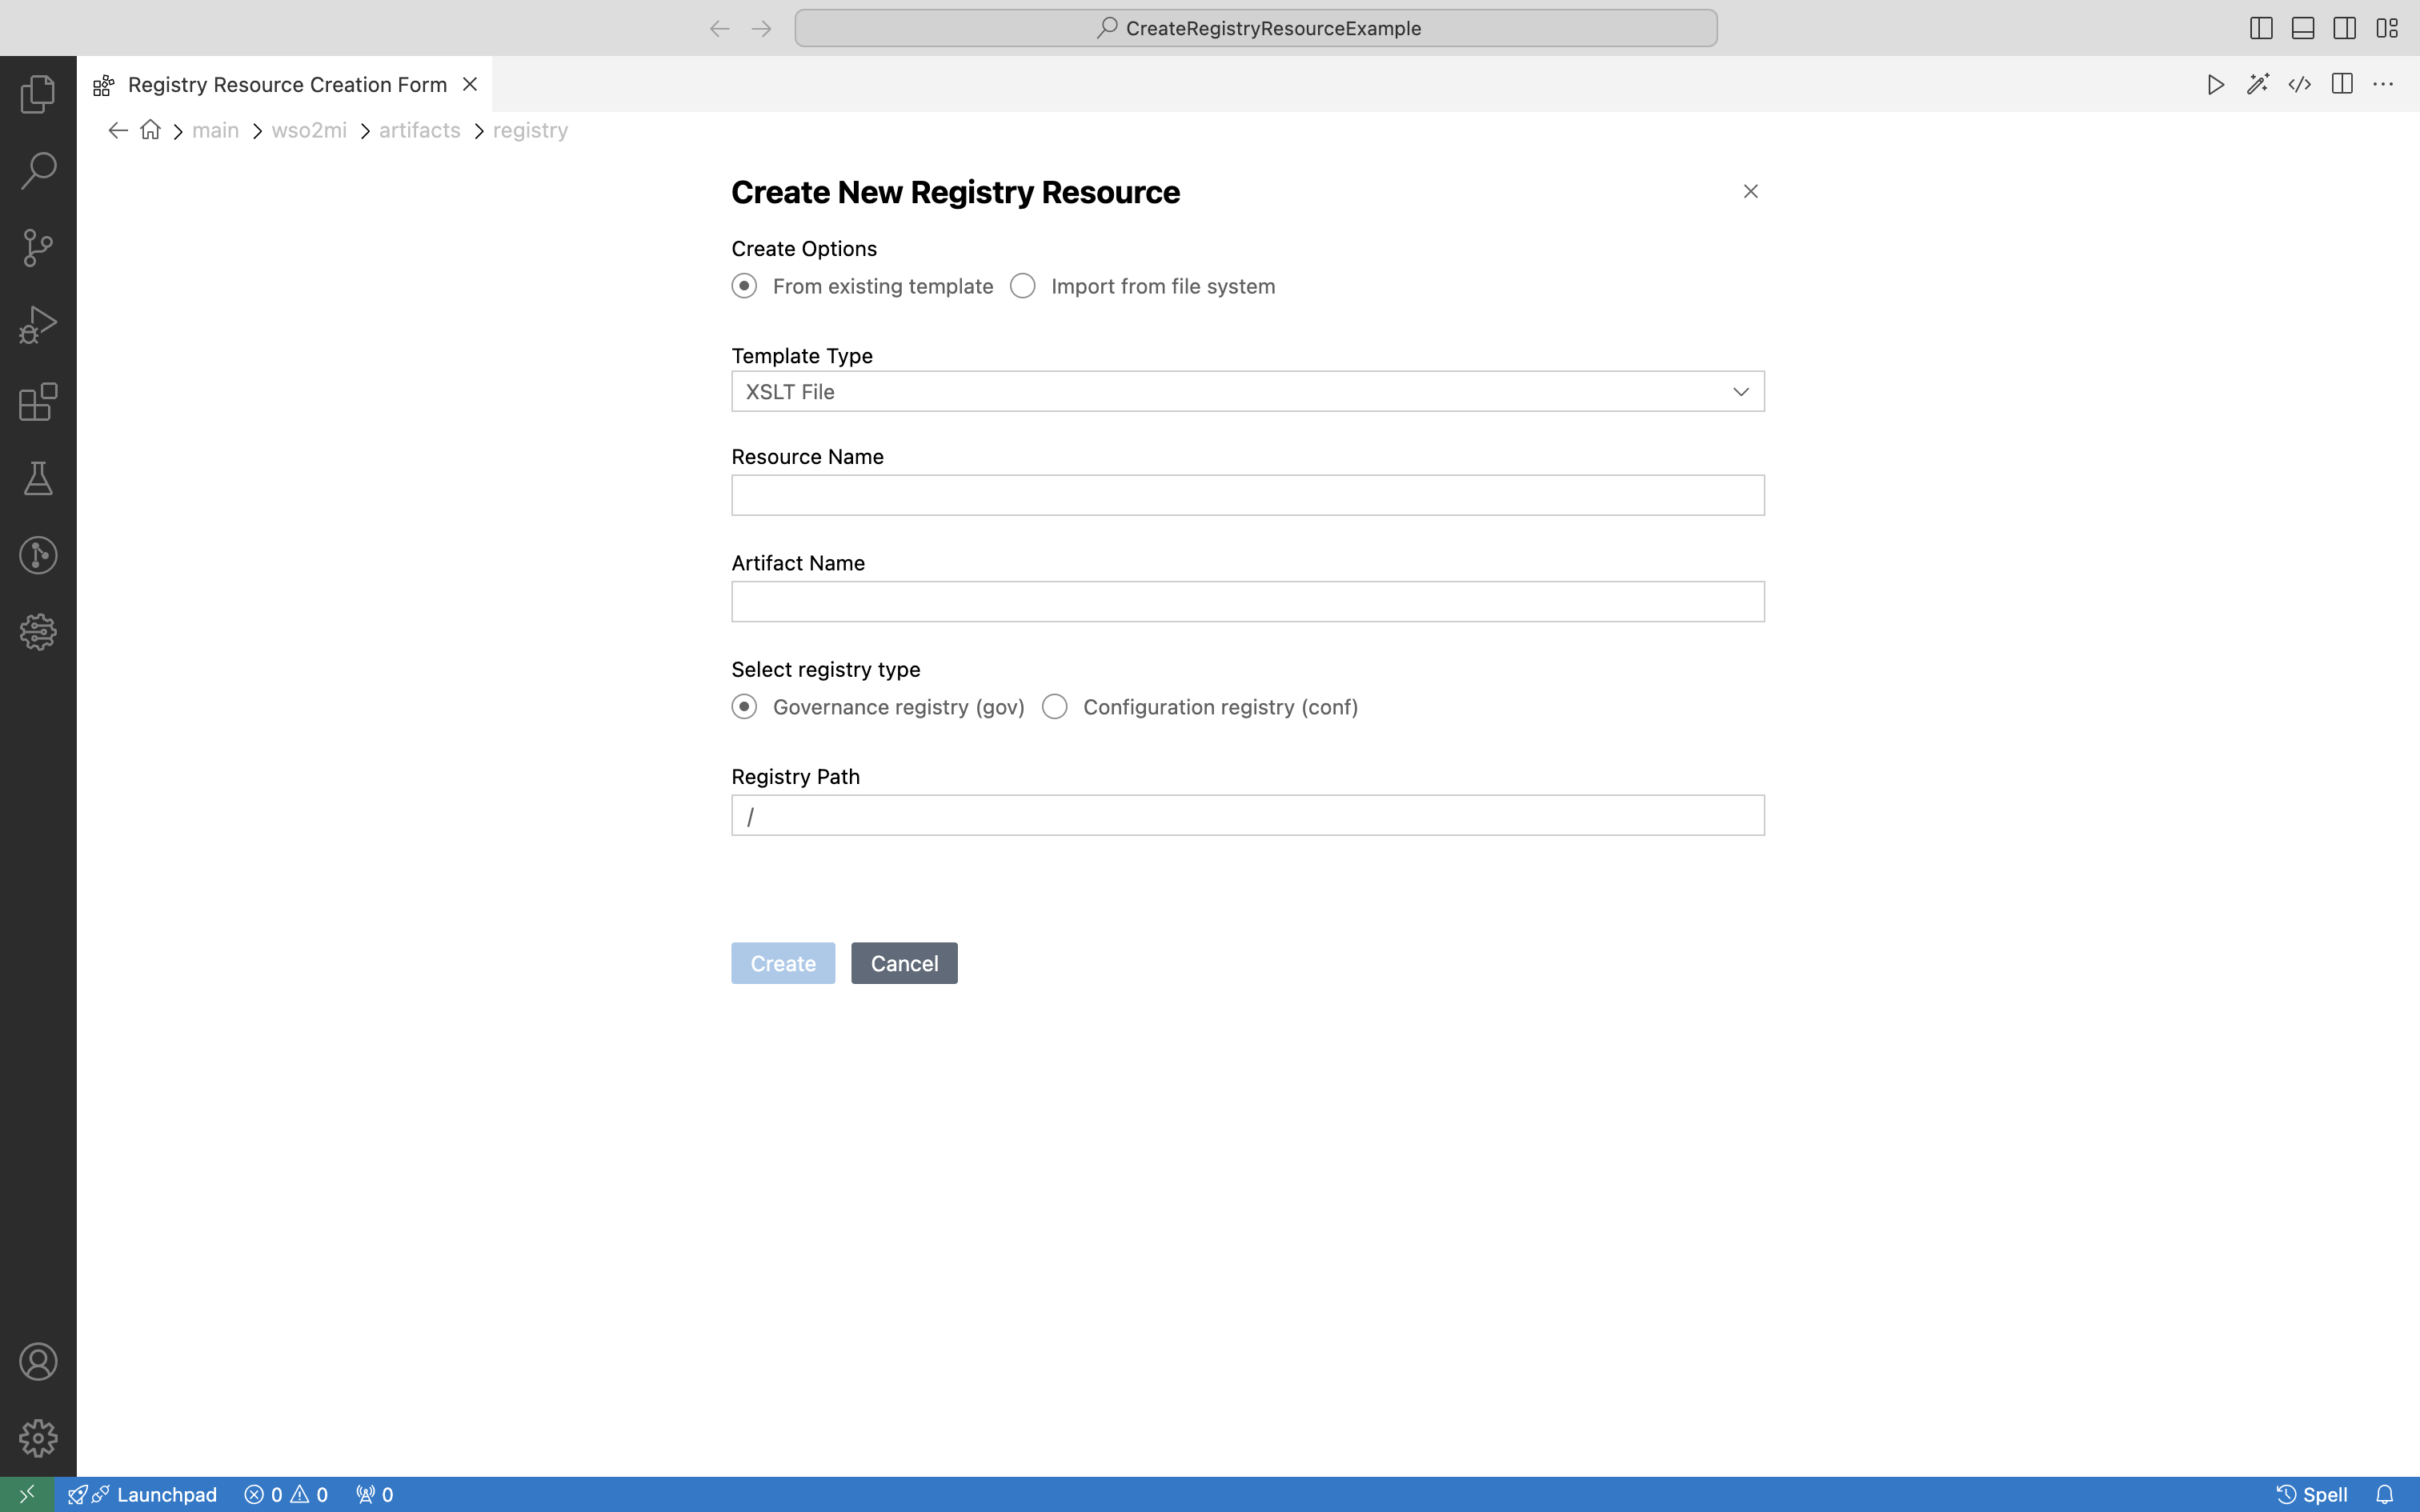 CreateRegistryResourceExample
Registry Resource Creation Form
main wso2mi artifacts registry
Create New Registry Resource
Create Options
From existing template Import from file system
Template Type
XSLT File
Resource Name
Artifact Name
Select registry type
Governance registry (gov) Configuration registry (conf)
Registry Path
/
Create Cancel
Launchpad 0 0 0 Spell